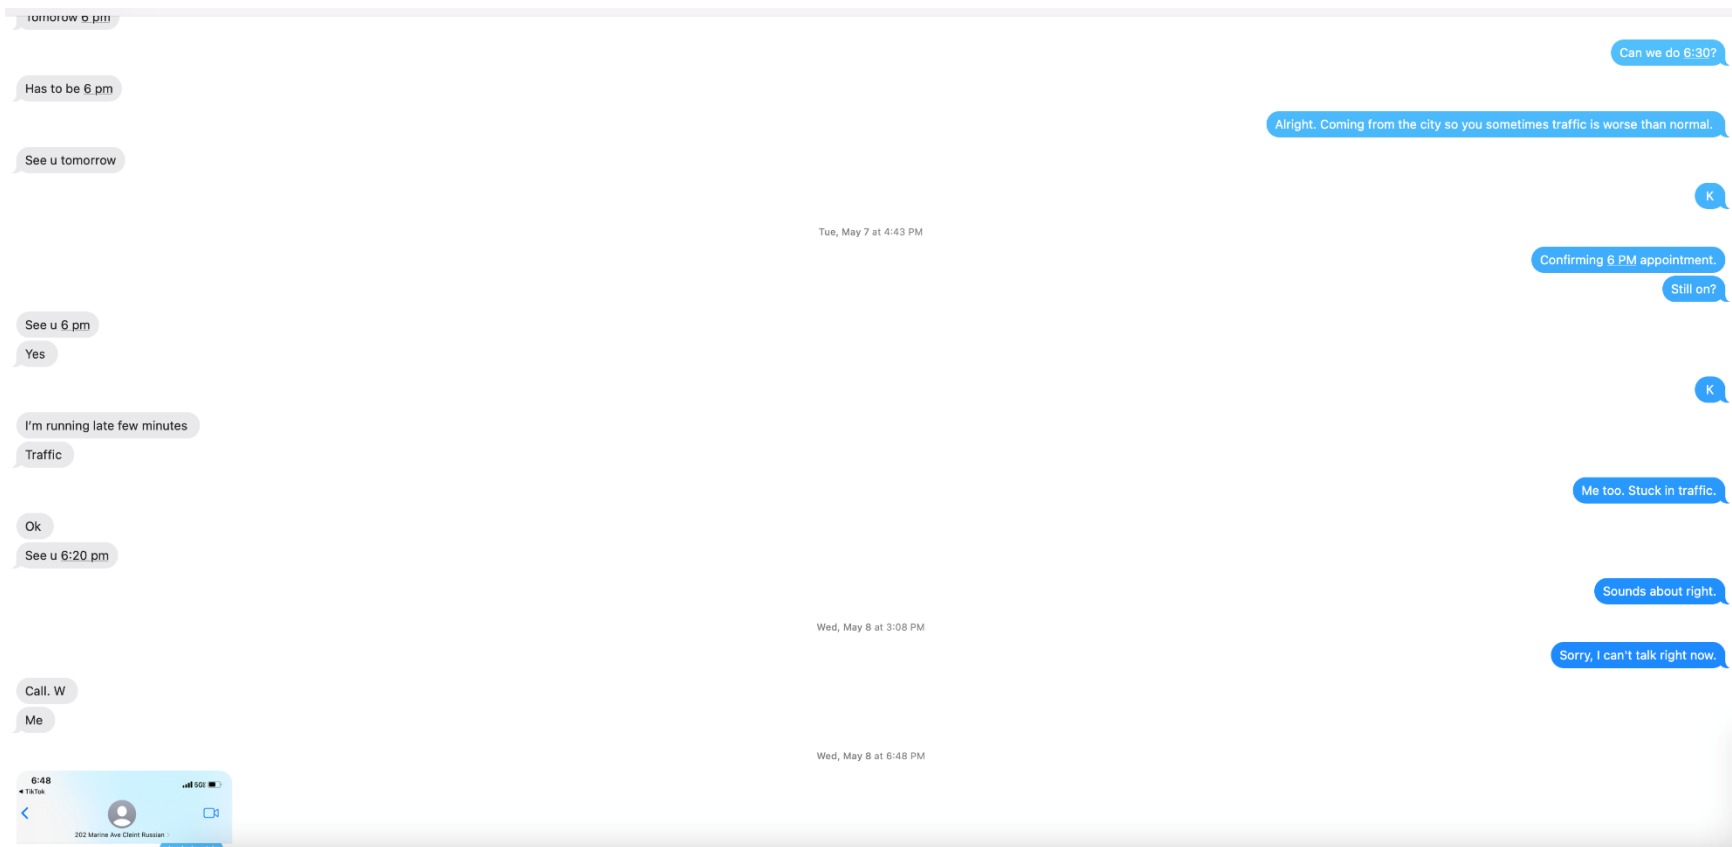 Tomorow 6 pm
Can we do 6:30?
Has to be 6 pm
Alright. Coming from the city so you sometimes traffic is worse than normal.
See u tomorrow
K
Tue, May 7 at 4:43 PM
Confirming 6 PM appointment.
Still on?
See u 6 pm
Yes
K
I'm running late few minutes
Traffic
Me too. Stuck in traffic.
Ok
See u 6:20 pm
Sounds about right.
Wed, May 8 at 3:08 PM
Sorry, I can't talk right now.
Call. W
Me
Wed, May 8 at 6:48 PM
6:48
5G
TikTok
202 Marine Ave Cleint Russian